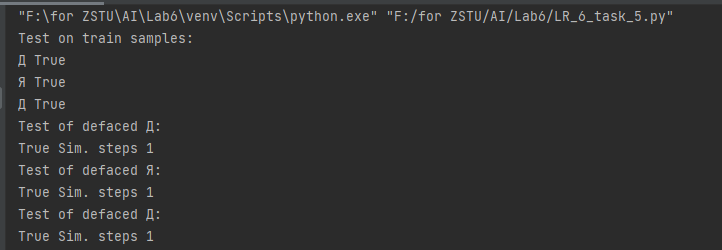 "F:\for ZSTU\AI\Lab6\venv\Scripts\python.exe" "F:/for ZSTU/AI/Lab6/LR_6_task_5.py"
Test on train samples:
Д True
Я True
Д True
Test of defaced Д:
True Sim. steps 1
Test of defaced Я:
True Sim. steps 1
Test of defaced Д:
True Sim. steps 1